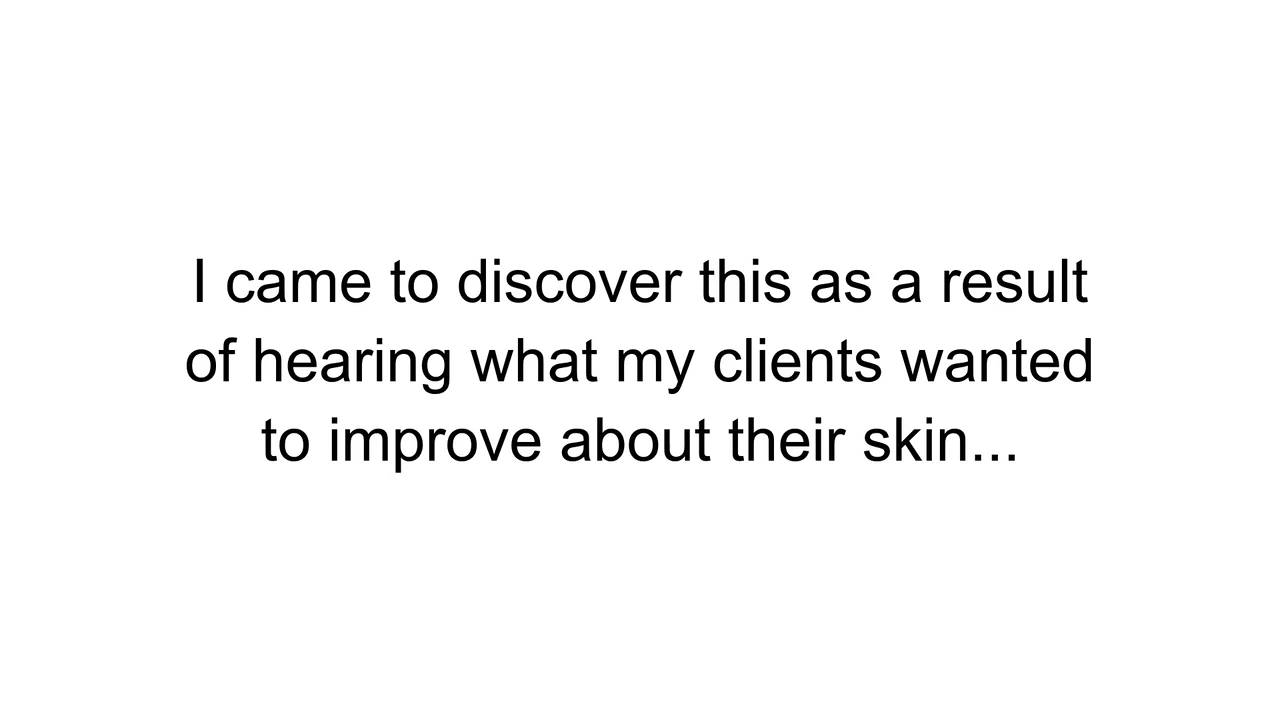 I came to discover this as a result
of hearing what my clients wanted
to improve about their skin...